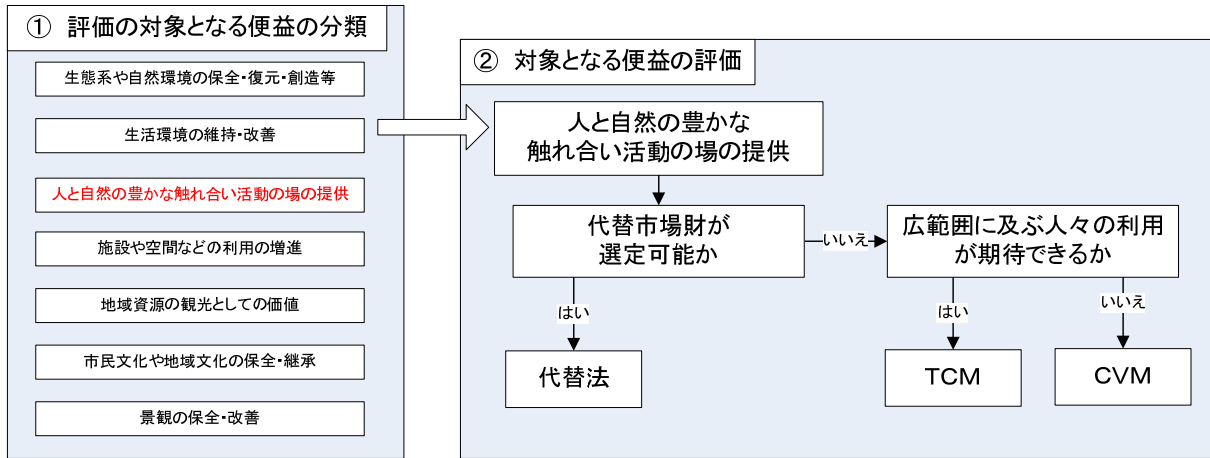 ① 評価の対象となる便益の分類
生態系や自然環境の保全・復元・創造等
生活環境の維持・改善
人と自然の豊かな触れ合い活動の場の提供
施設や空間などの利用の増進
地域資源の観光としての価値
市民文化や地域文化の保全・継承
景観の保全・改善
② 対象となる便益の評価
人と自然の豊かな
触れ合い活動の場の提供
代替市場財が
選定可能か
いいえ
広範囲に及ぶ人々の利用
が期待できるか
はい
はい
いいえ
代替法
TCM
CVM